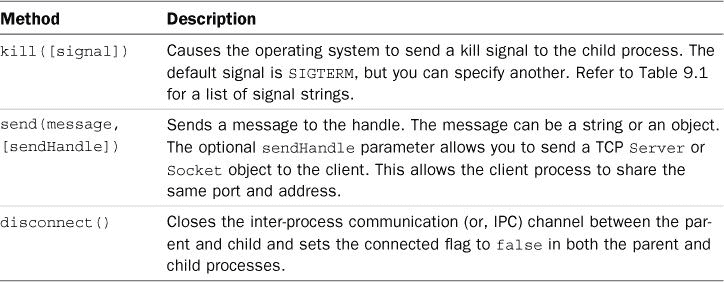 Method Description
kill([signal]) Causes the operating system to send a kill signal to the child process. The
default signal is SIGTERM, but you can specify another. Refer to Table 9.1
for a list of signal strings.
send(message, Sends a message to the handle. The message can be a string or an object.
[sendHandle]) The optional sendHandle parameter allows you to send a TCP Server or
Socket object to the client. This allows the client process to share the
same port and address.
disconnect() Closes the inter-process communication (or, IPC) channel between the par-
ent and child and sets the connected flag to false in both the parent and
child processes.